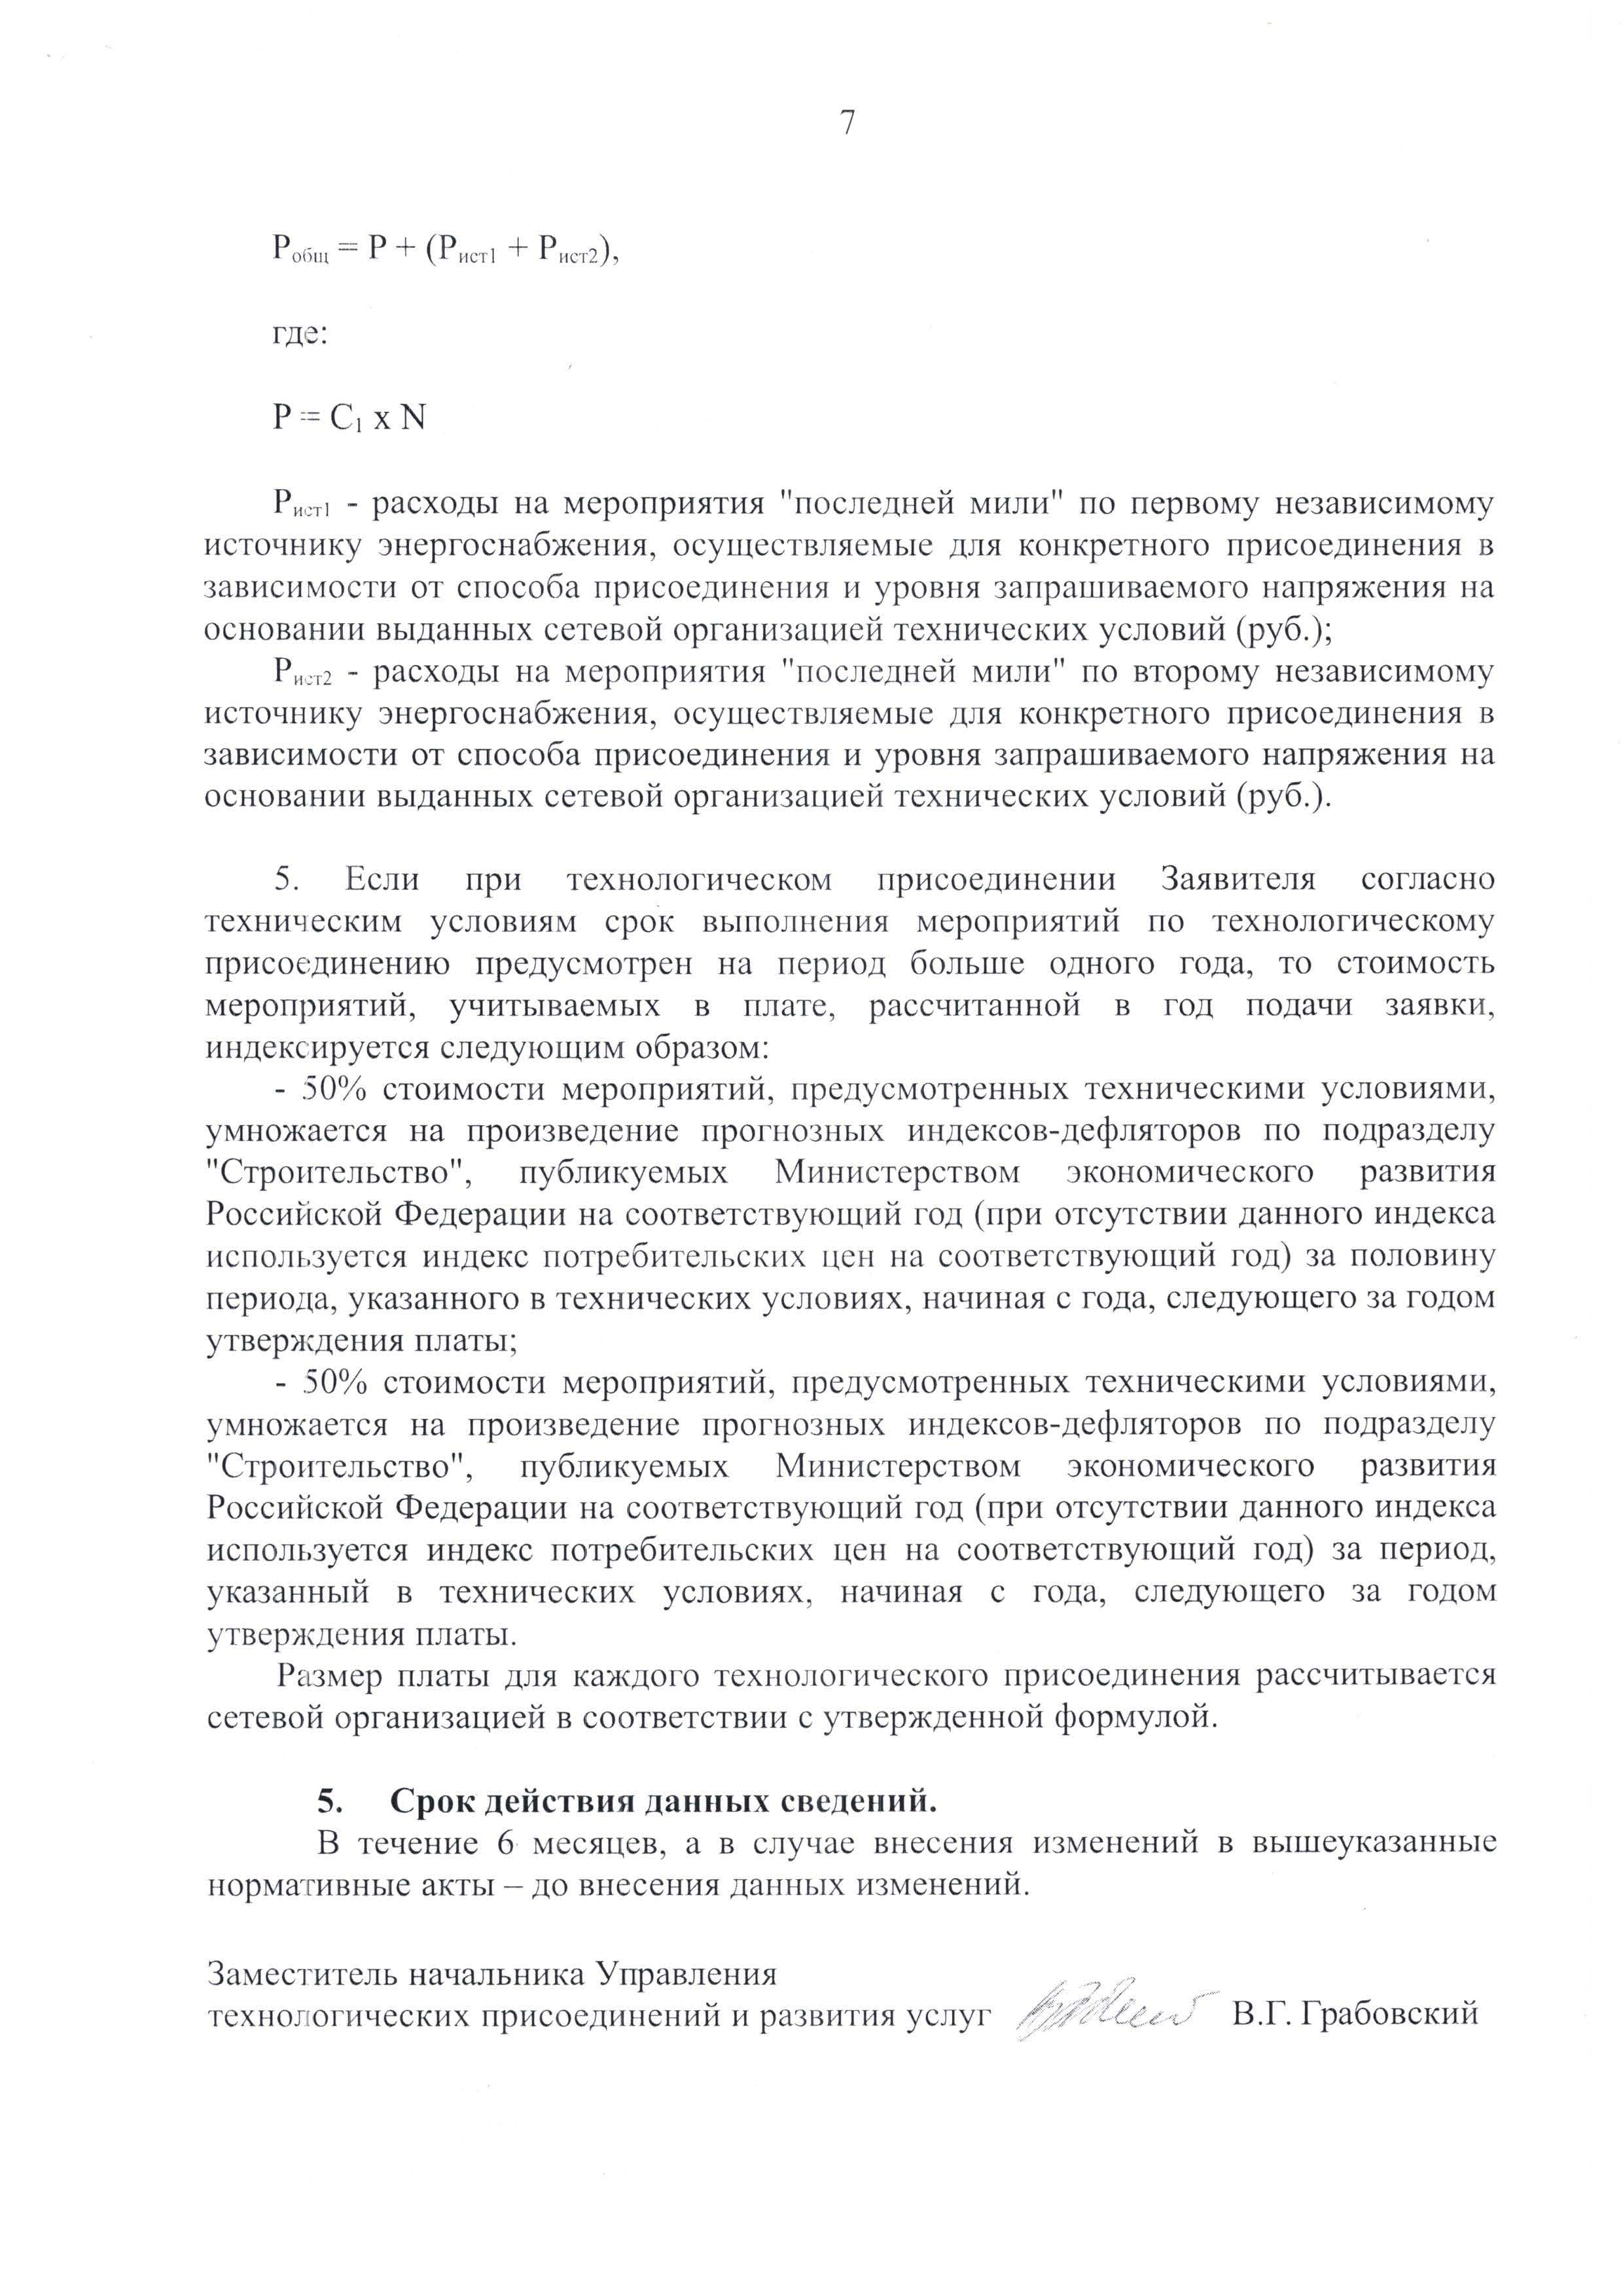 7
Робщ = Р + (Рист1 + Рист2),
где:
Р = С1 х N
Рист1 - расходы на мероприятия "последней мили" по первому независимому
источнику энергоснабжения, осуществляемые для конкретного присоединения в
зависимости от способа присоединения и уровня запрашиваемого напряжения на
основании выданных сетевой организацией технических условий (руб.);
Рист2 - расходы на мероприятия "последней мили" по второму независимому
источнику энергоснабжения, осуществляемые для конкретного присоединения в
зависимости от способа присоединения и уровня запрашиваемого напряжения на
основании выданных сетевой организацией технических условий (руб.).
5. Если при технологическом присоединении Заявителя согласно
техническим условиям срок выполнения мероприятий по технологическому
присоединению предусмотрен на период больше одного года, то стоимость
мероприятий, учитываемых в плате, рассчитанной в год подачи заявки,
индексируется следующим образом:
- 50% стоимости мероприятий, предусмотренных техническими условиями,
умножается на произведение прогнозных индексов-дефляторов по подразделу
"Строительство", публикуемых Министерством экономического развития
Российской Федерации на соответствующий год (при отсутствии данного индекса
используется индекс потребительских цен на соответствующий год) за половину
периода, указанного в технических условиях, начиная с года, следующего за годом
утверждения платы;
- 50% стоимости мероприятий, предусмотренных техническими условиями,
умножается на произведение прогнозных индексов-дефляторов по подразделу
"Строительство", публикуемых Министерством экономического развития
Российской Федерации на соответствующий год (при отсутствии данного индекса
используется индекс потребительских цен на соответствующий год) за период,
указанный в технических условиях, начиная с года, следующего за годом
утверждения платы.
Размер платы для каждого технологического присоединения рассчитывается
сетевой организацией в соответствии с утвержденной формулой.
5. Срок действия данных сведений.
В течение 6 месяцев, а в случае внесения изменений в вышеуказанные
нормативные акты – до внесения данных изменений.
Заместитель начальника Управления
технологических присоединений и развития услуг В.Г. Грабовский